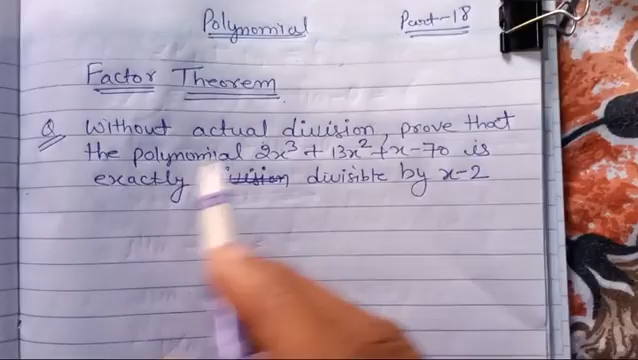 Polynomial Part-18
Factor Theorem
Q Without actual division, prove that
the polynomial 2x³ + 13x² + x - 70 is
exactly divisible by x-2